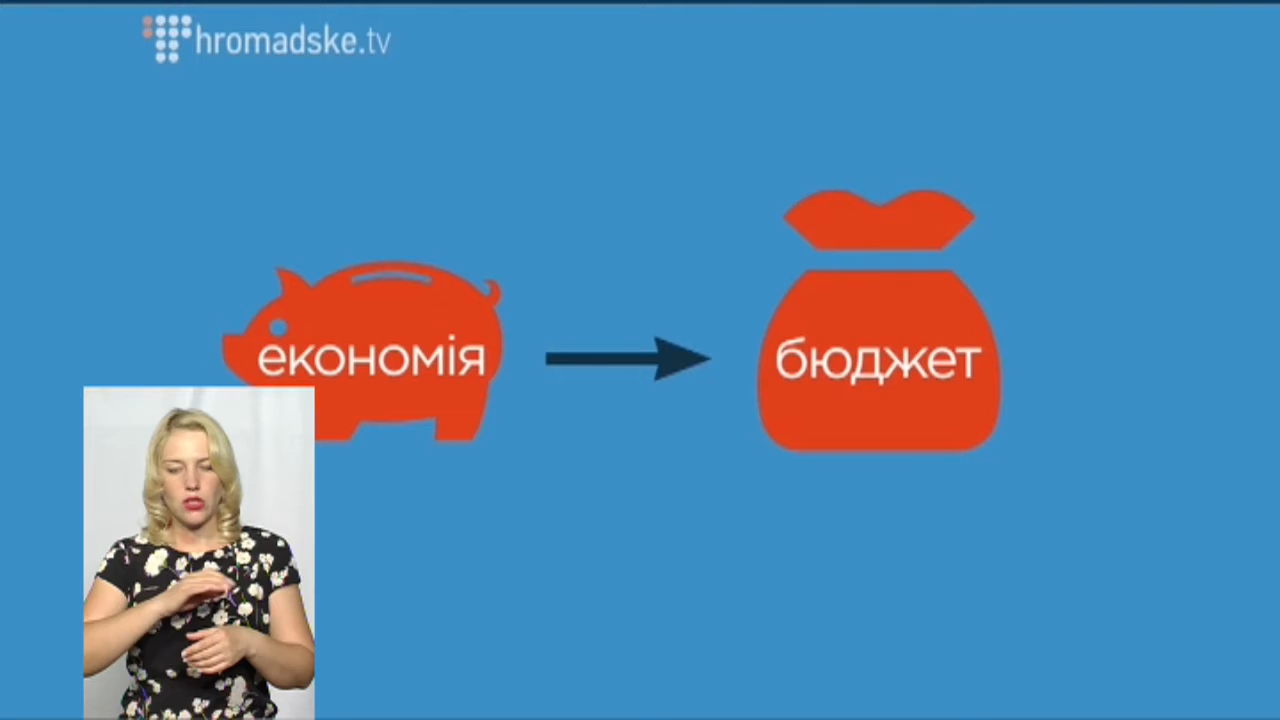 hromadske.tv
економія
бюджет